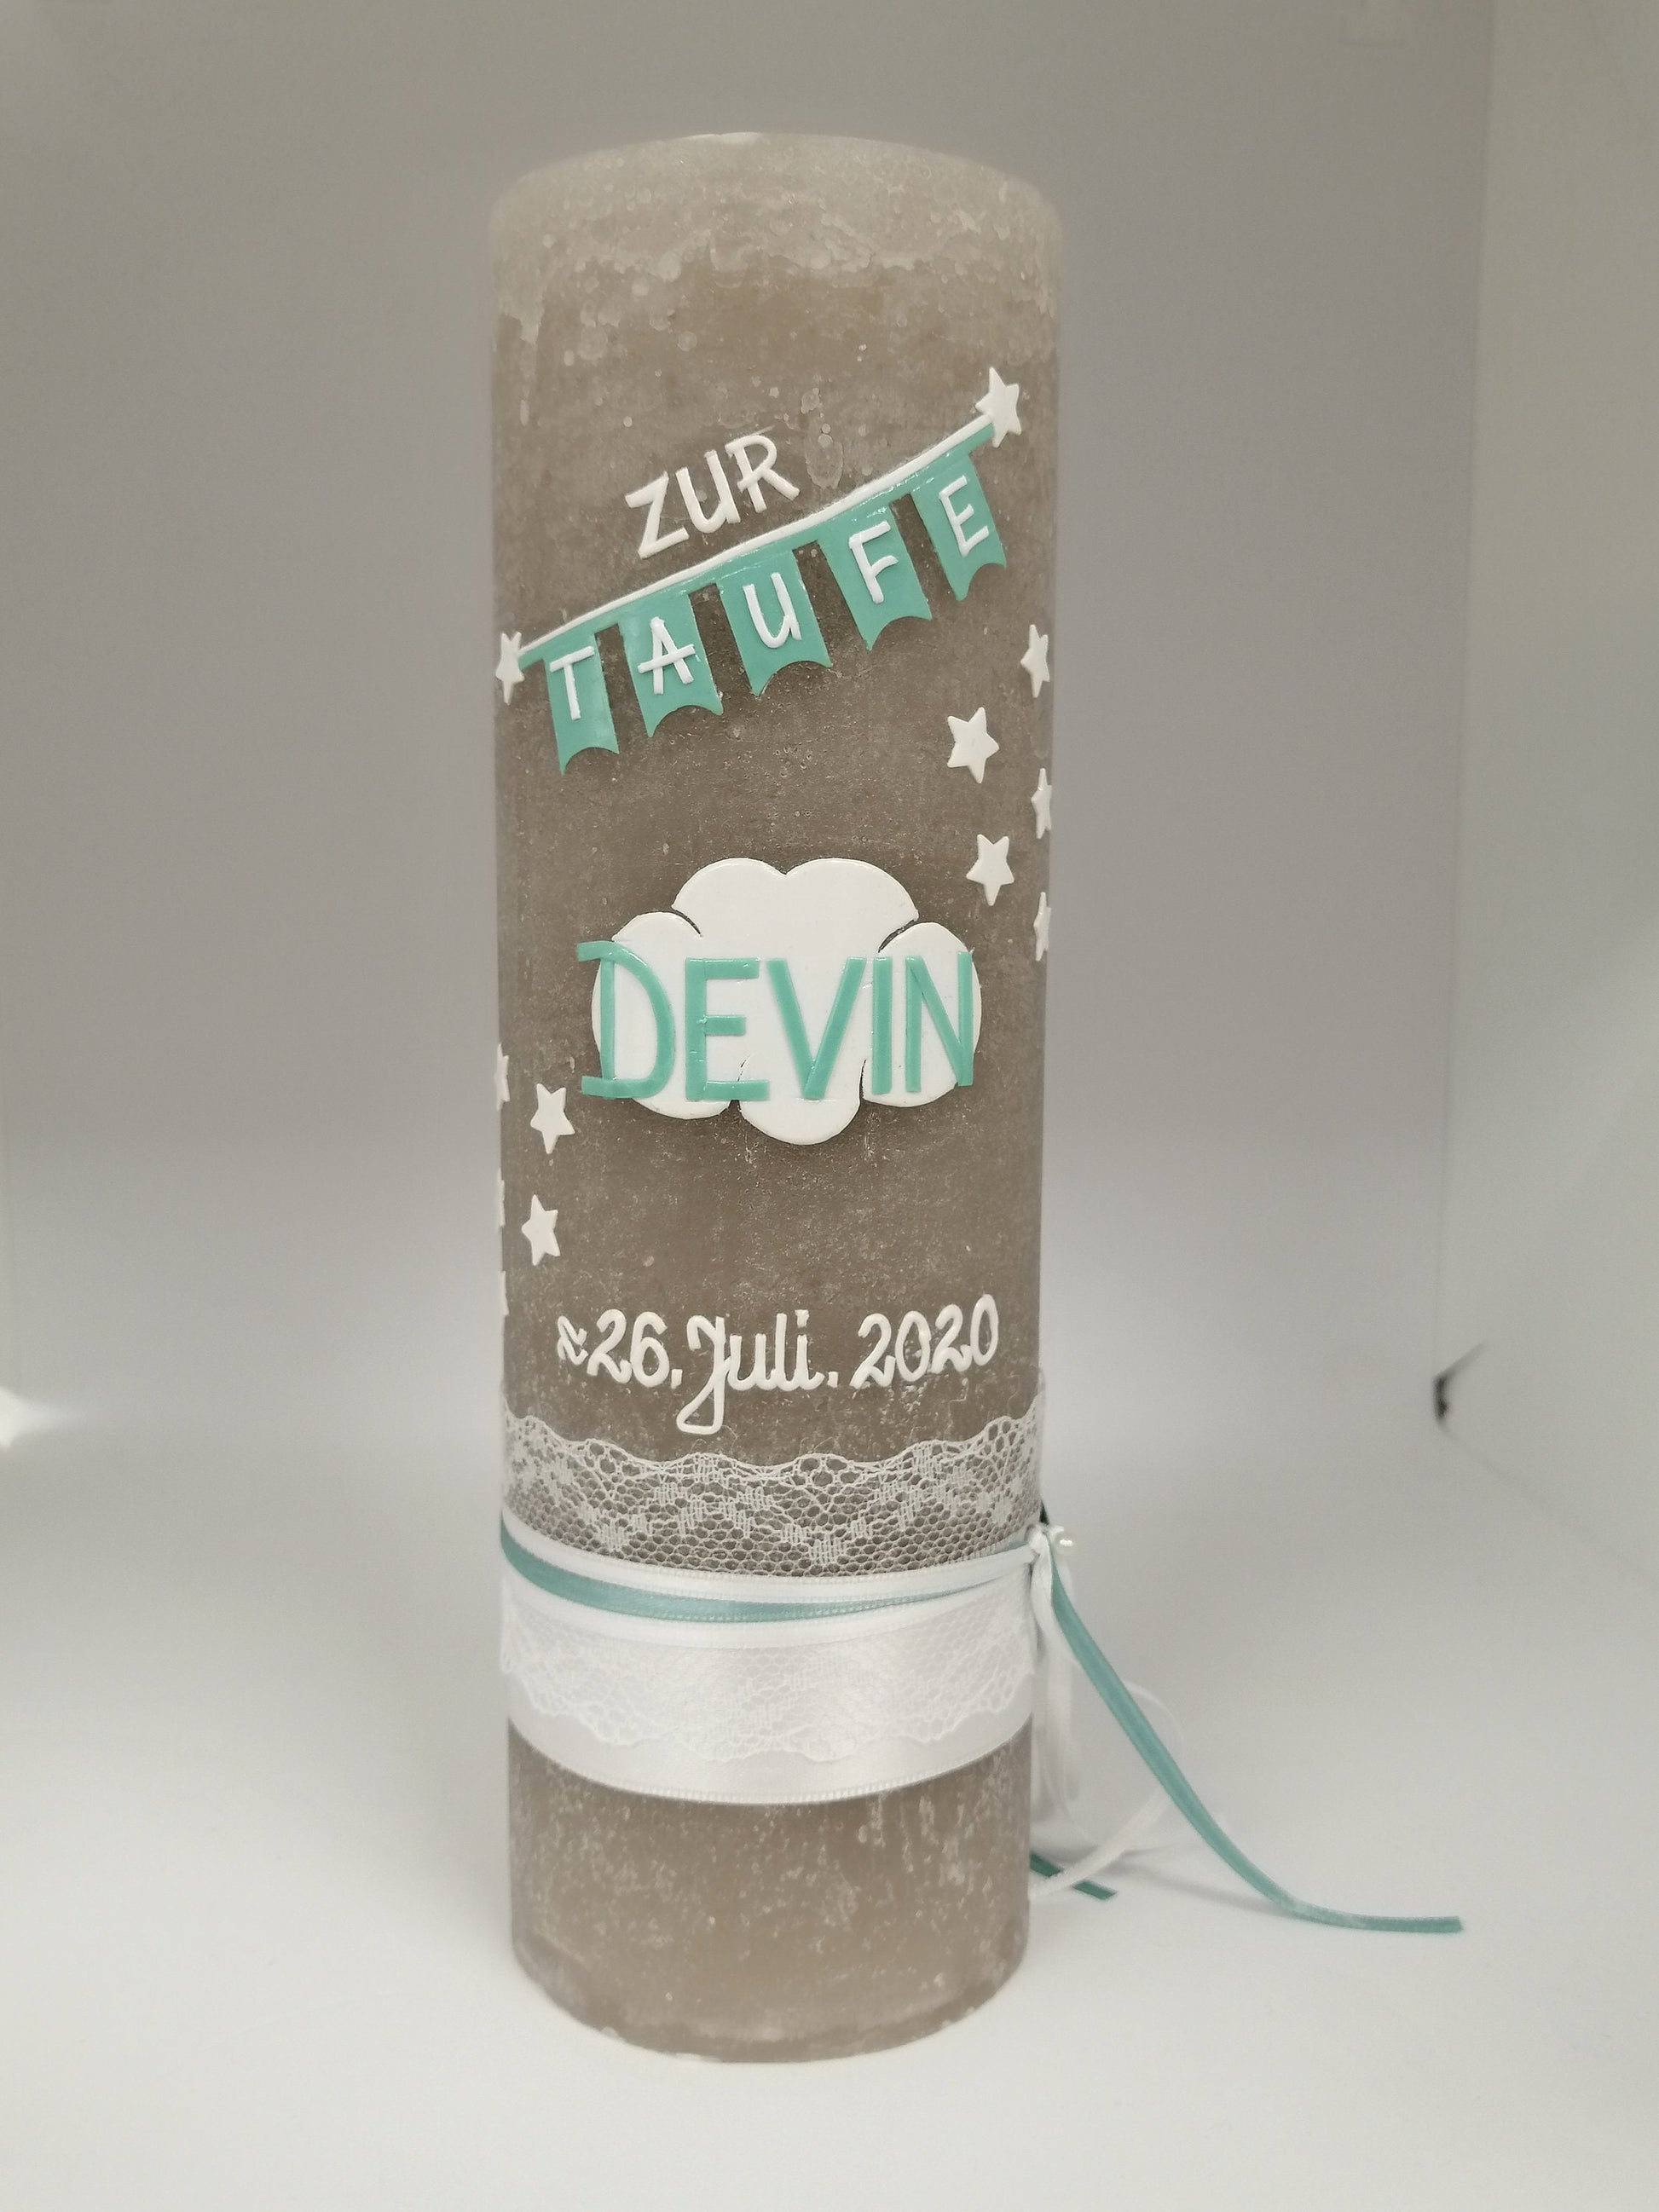 ZUR
TAUFE
DEVIN
≈26. Juli. 2020